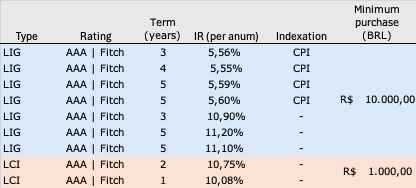 Type Rating Term (years) IR (per anum) Indexation Minimum purchase (BRL)
LIG AAA | Fitch 3 5,56% CPI
LIG AAA | Fitch 4 5,55% CPI
LIG AAA | Fitch 5 5,59% CPI
LIG AAA | Fitch 5 5,60% CPI R$ 10.000,00
LIG AAA | Fitch 3 10,90% -
LIG AAA | Fitch 5 11,20% -
LIG AAA | Fitch 5 11,10% -
LCI AAA | Fitch 2 10,75% - R$ 1.000,00
LCI AAA | Fitch 1 10,08% -